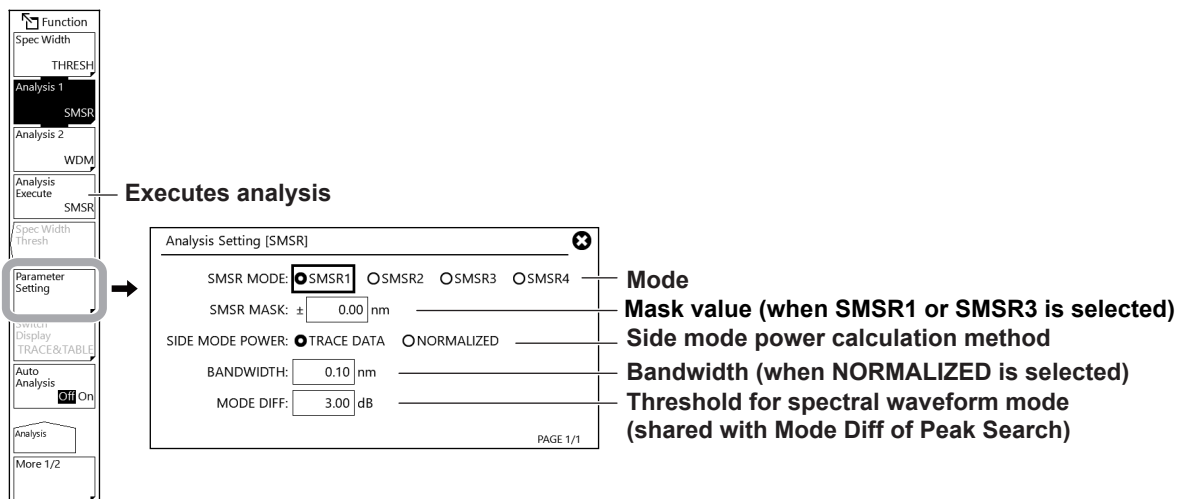 Function
Spec Width
THRESH
Analysis 1
SMSR
Analysis 2
WDM
Analysis
Execute
SMSR
Executes analysis
Spec Width
Thresh
Parameter
Setting
Switch
Display
TRACE&TABLE
Auto
Analysis
Off On
Analysis
More 1/2
Analysis Setting [SMSR]
SMSR MODE: SMSR1 SMSR2 SMSR3 SMSR4
Mode
SMSR MASK: ± 0.00 nm
Mask value (when SMSR1 or SMSR3 is selected)
SIDE MODE POWER: TRACE DATA NORMALIZED
Side mode power calculation method
BANDWIDTH: 0.10 nm
Bandwidth (when NORMALIZED is selected)
MODE DIFF: 3.00 dB
Threshold for spectral waveform mode
(shared with Mode Diff of Peak Search)
PAGE 1/1